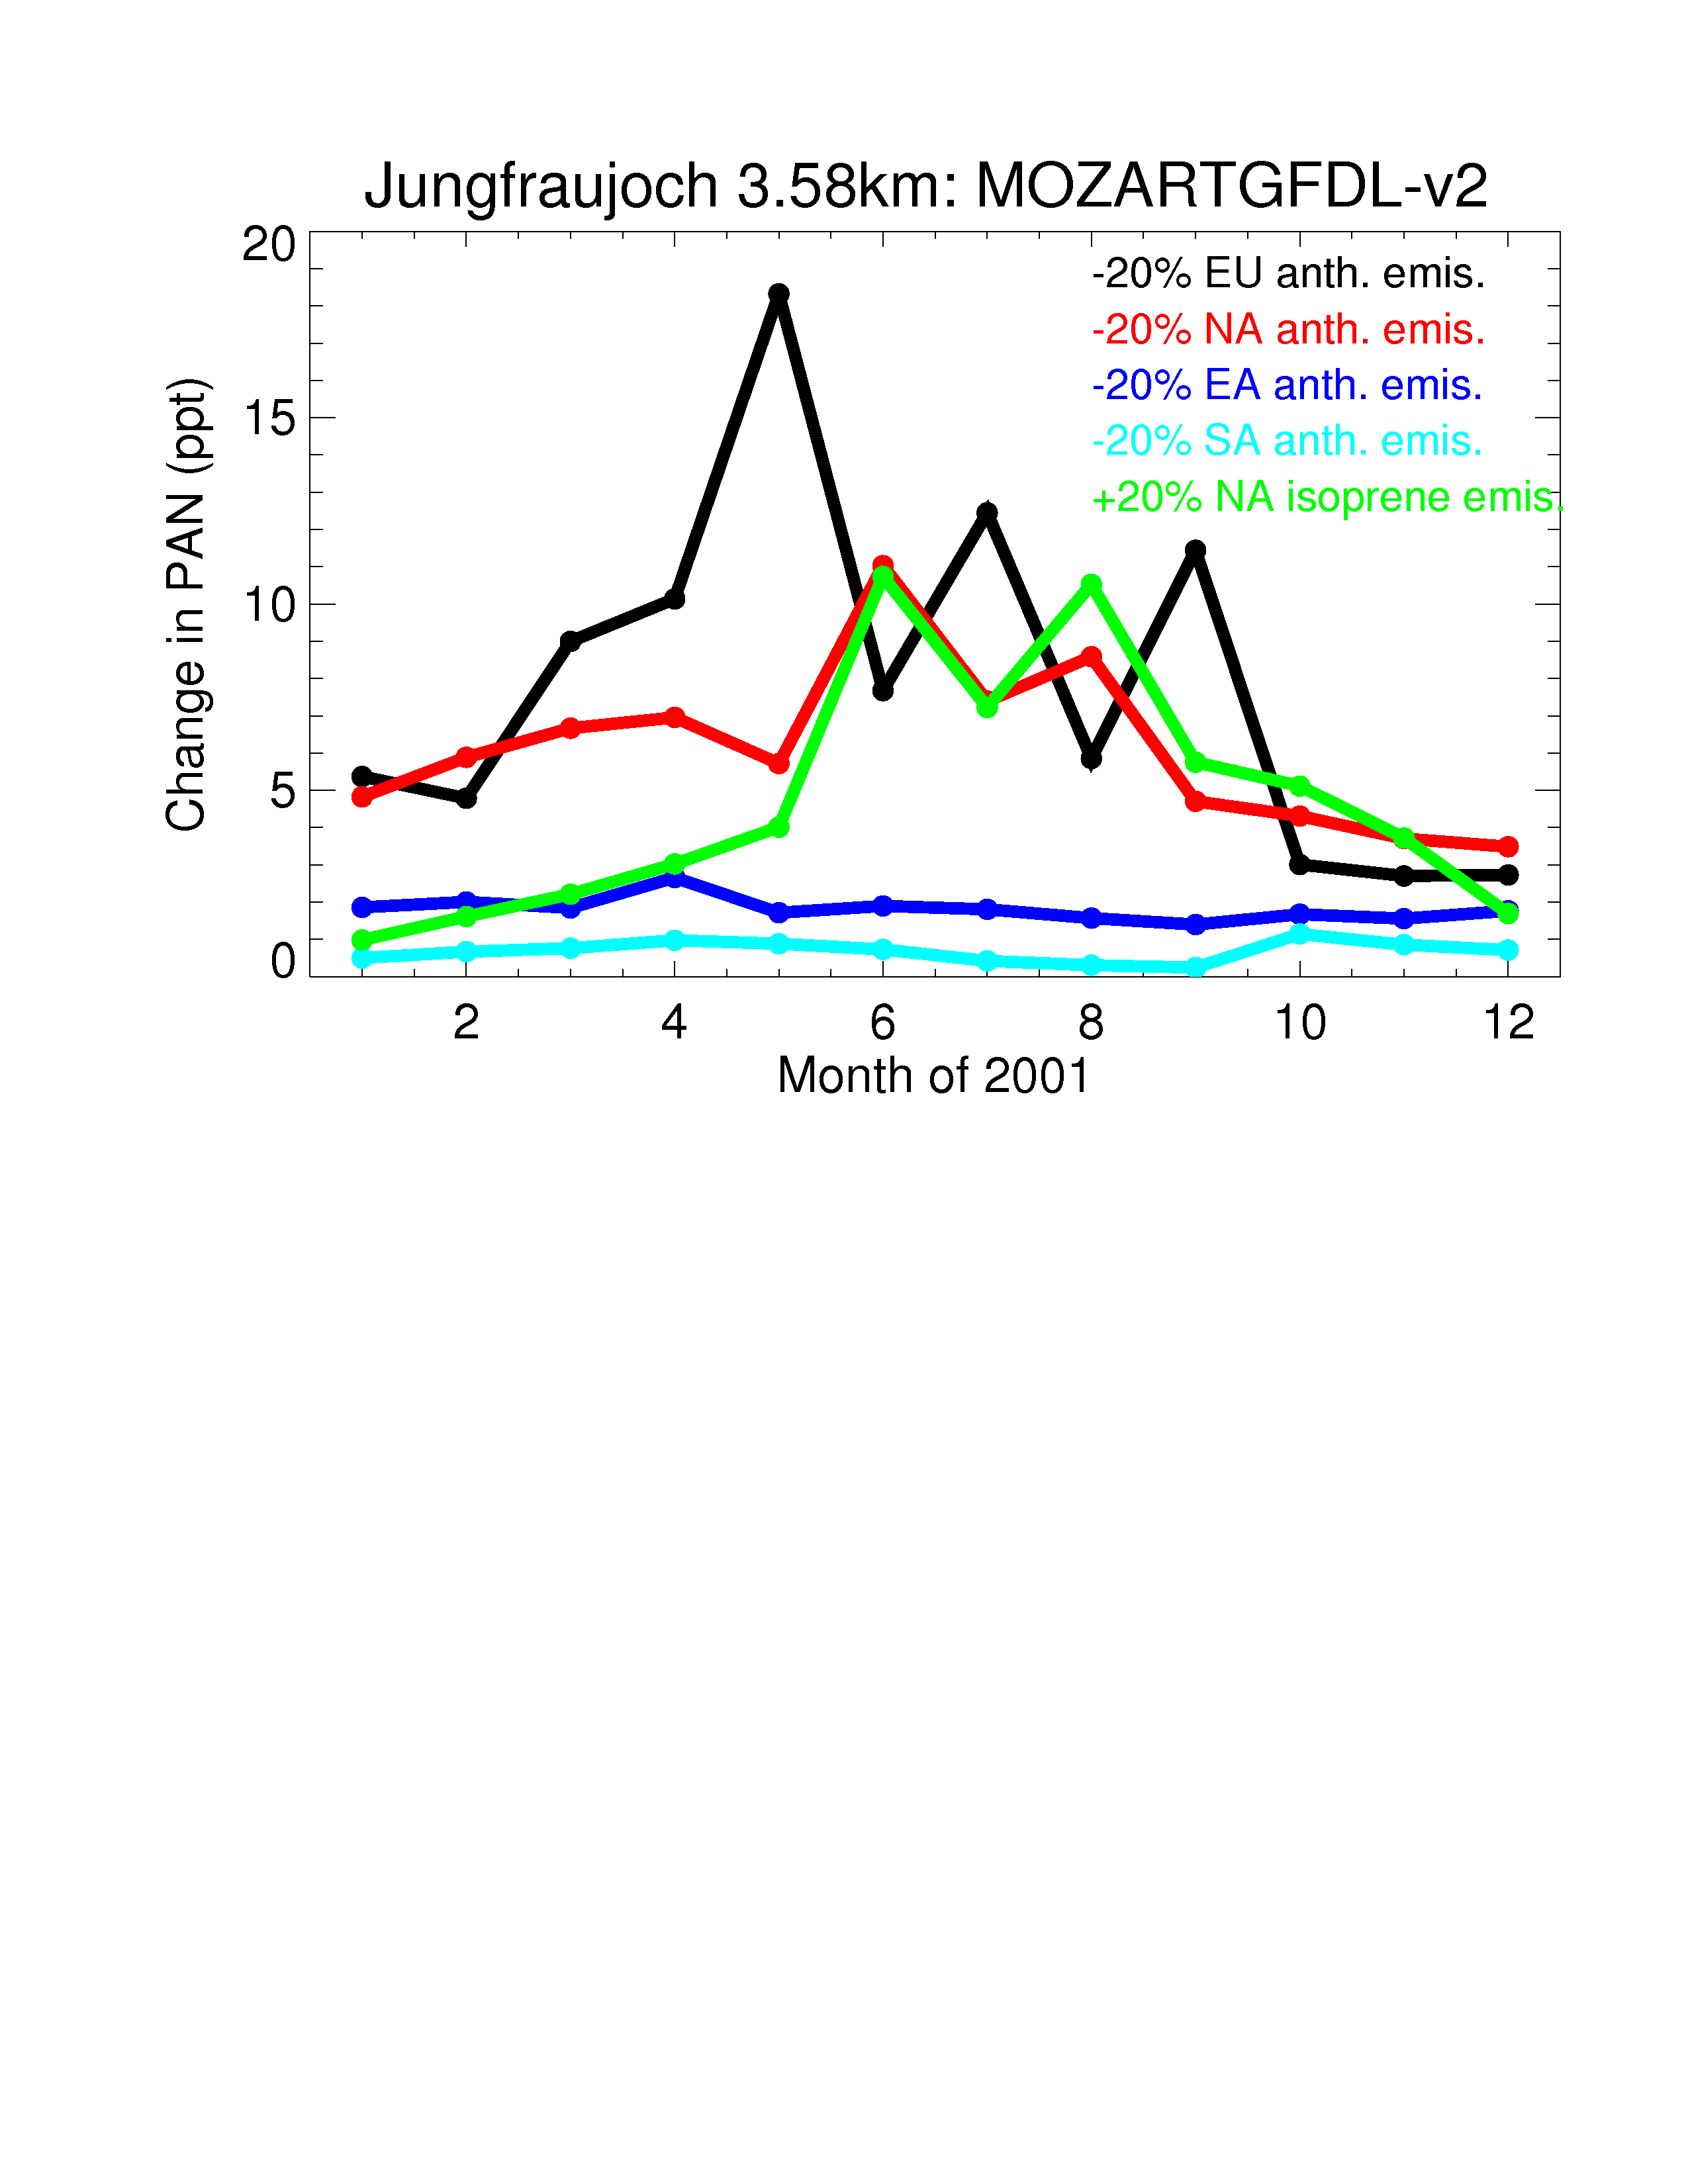 Jungfraujoch 3.58km: MOZARTGFDL-v2
20
-20% EU anth. emis.
-20% NA anth. emis.
-20% EA anth. emis.
-20% SA anth. emis.
+20% NA isoprene emis.
15
10
5
0
Change in PAN (ppt)
2 4 6 8 10 12
Month of 2001